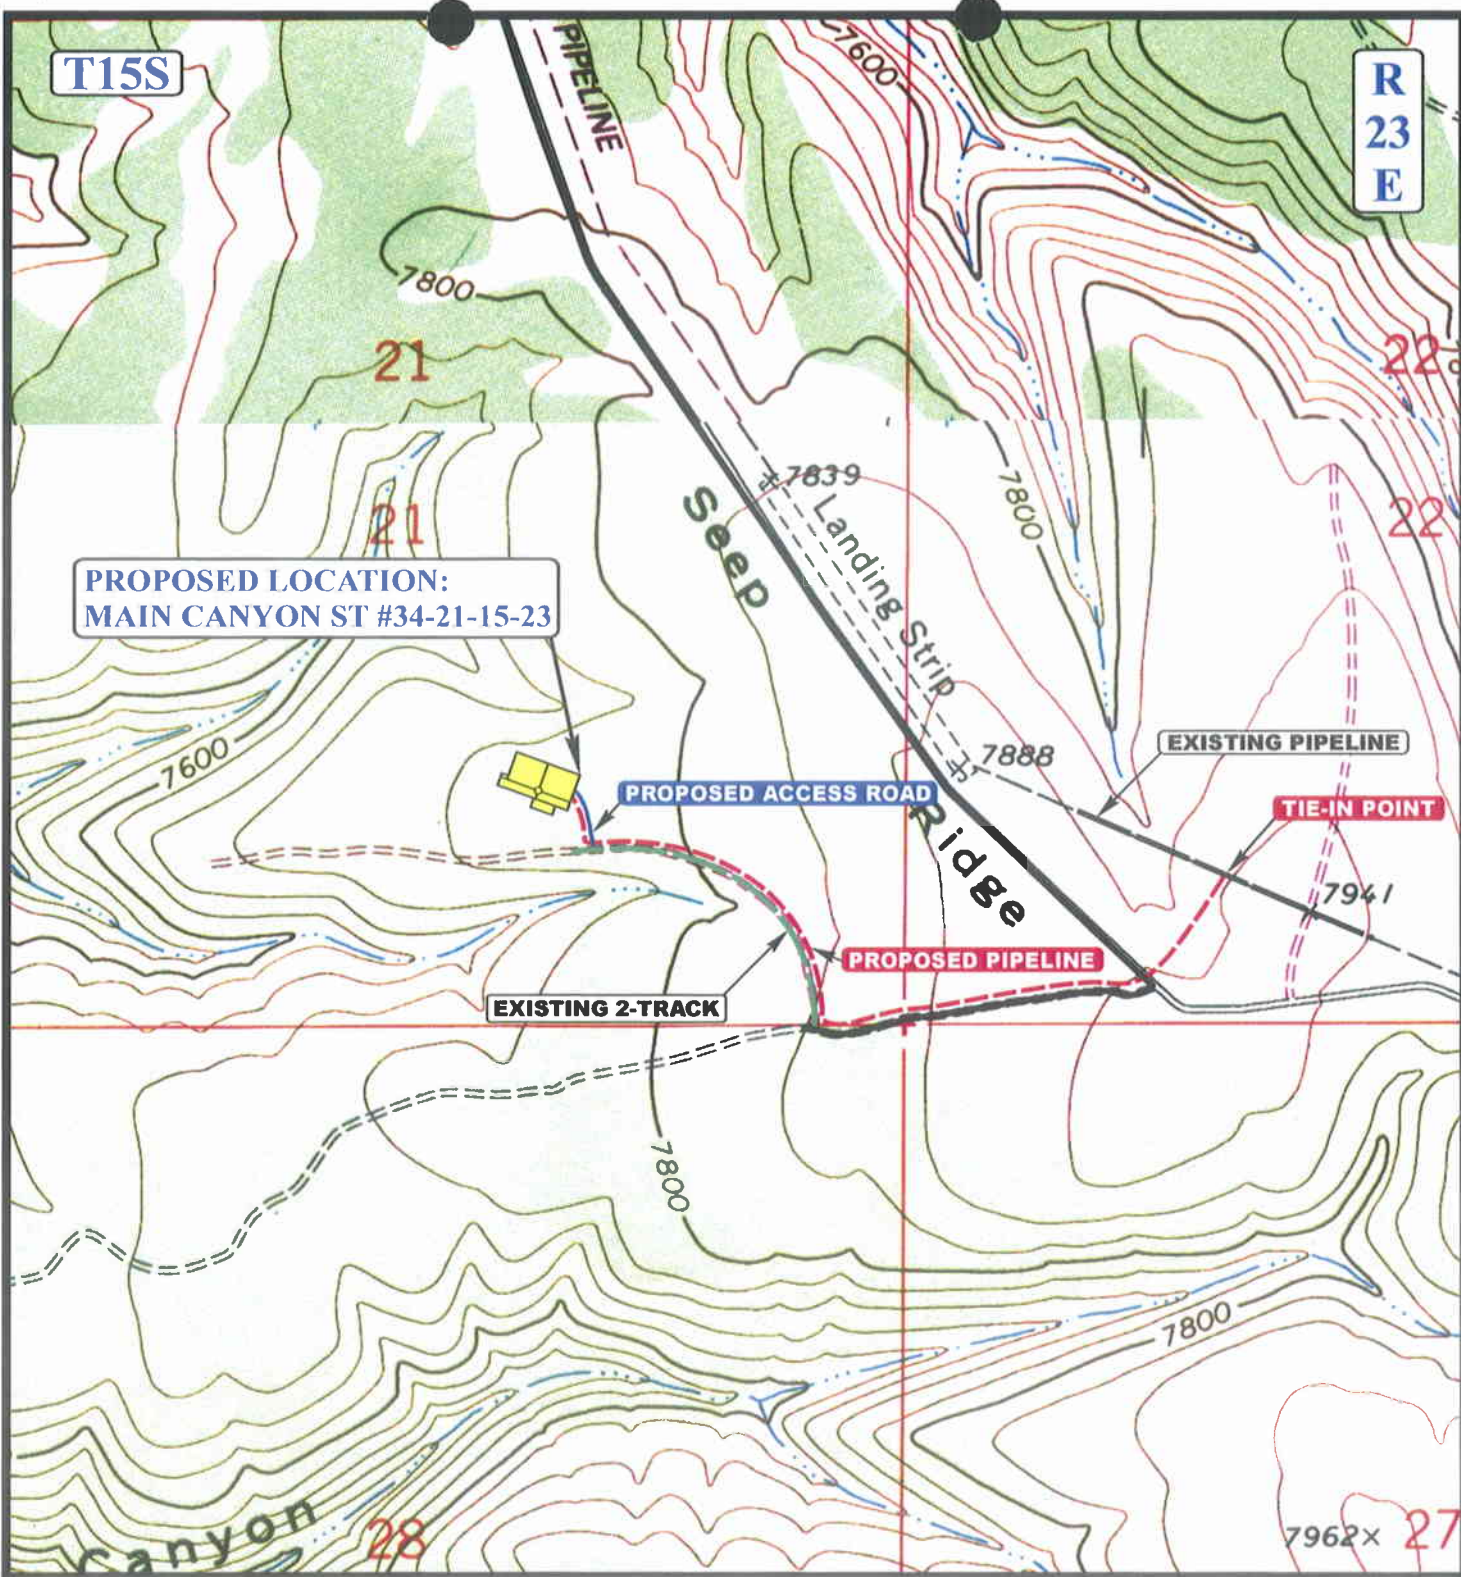 T15S
PIPELINE
7600
R
23
E
7800
21
22
7839
Landing Strip
7800
21
22
Seep
PROPOSED LOCATION:
MAIN CANYON ST #34-21-15-23
7600
7888
EXISTING PIPELINE
PROPOSED ACCESS ROAD
TIE-IN POINT
Ridge
7941
PROPOSED PIPELINE
EXISTING 2-TRACK
7800
7800
Canyon
28
7962×
27